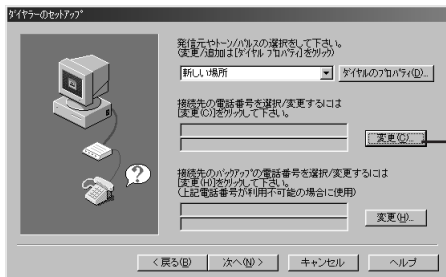 ダイヤラーのセットアップ
発信元やトーン/パルスの選択をして下さい。
(変更/追加は[ダイヤル プロパティ]をクリック)
新しい場所
ダイヤルのプロパティ(D)...
接続先の電話番号を選択/変更するには
[変更(C)]をクリックして下さい。
変更(C)...
接続先のバックアップの電話番号を選択/変更するには
[変更(H)]をクリックして下さい。
(上記電話番号が利用不可能の場合に使用)
変更(H)...
< 戻る(B)
次へ(N) >
キャンセル
ヘルプ